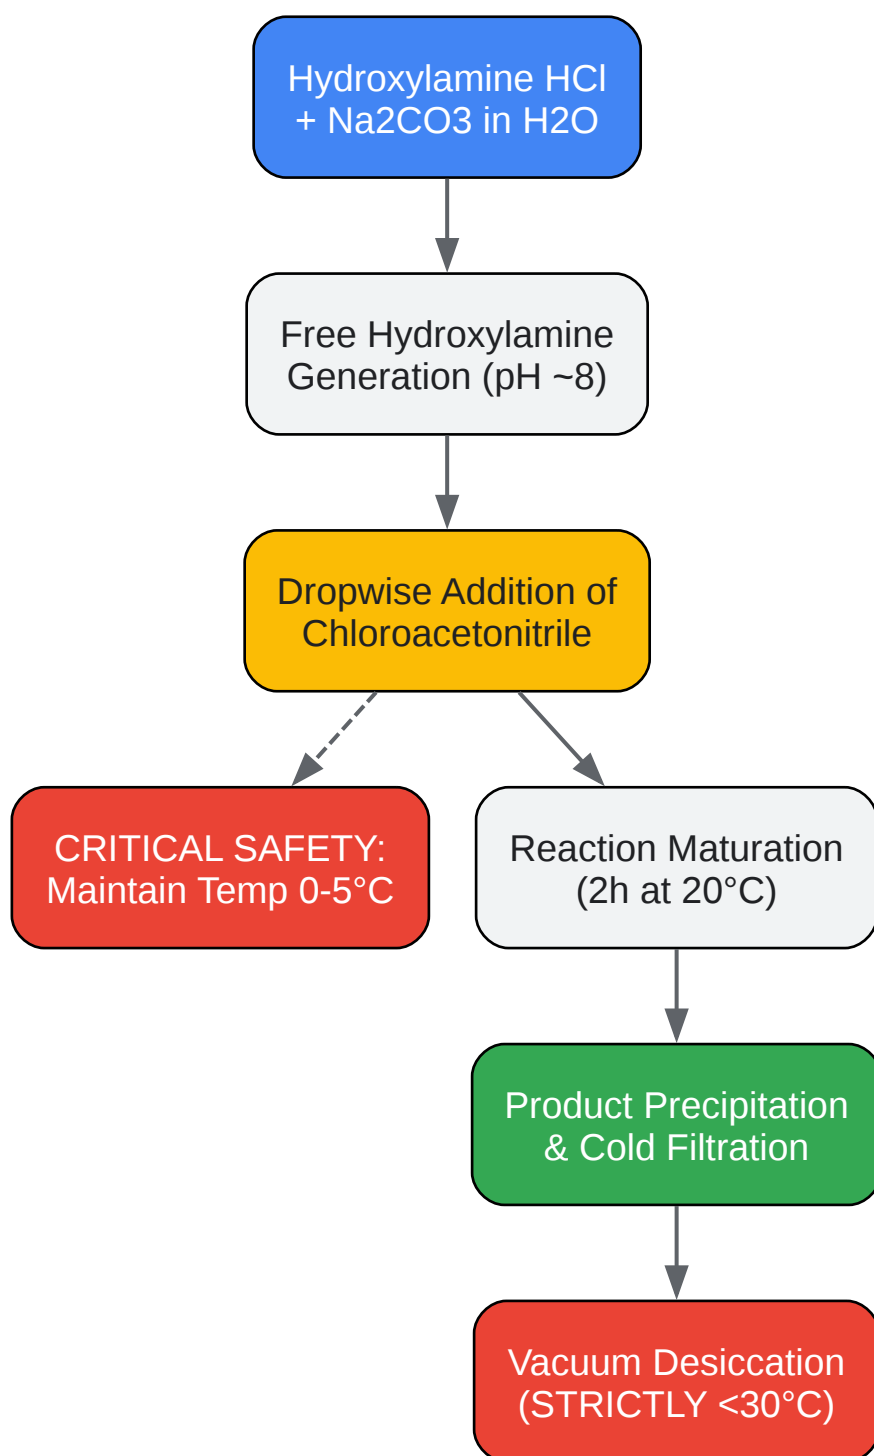 Hydroxylamine HCl
+ Na2CO3 in H2O
Free Hydroxylamine
Generation (pH ~8)
Dropwise Addition of
Chloroacetonitrile
CRITICAL SAFETY:
Maintain Temp 0-5°C
Reaction Maturation
(2h at 20°C)
Product Precipitation
& Cold Filtration
Vacuum Desiccation
(STRICTLY <30°C)